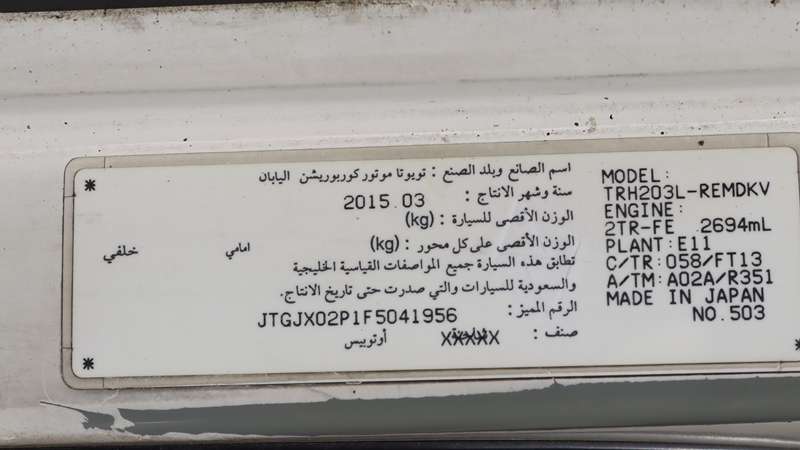 اسم الصانع وبلد الصنع : تويوتا موتور كوربوريشن اليابان
سنة وشهر الانتاج : 2015.03
الوزن الأقصى للسيارة : (kg)
الوزن الأقصى على كل محور : (kg) امامي خلفي
تطابق هذه السيارة جميع المواصفات القياسية الخليجية
والسعودية للسيارات والتي صدرت حتى تاريخ الانتاج.
الرقم المميز : JTGJX02P1F5041956
صنف : XXXXX أوتوبيس
MODEL:
TRH203L-REMDKV
ENGINE:
2TR-FE 2694mL
PLANT:E11
C/TR:058/FT13
A/TM:A02A/R351
MADE IN JAPAN
NO.503